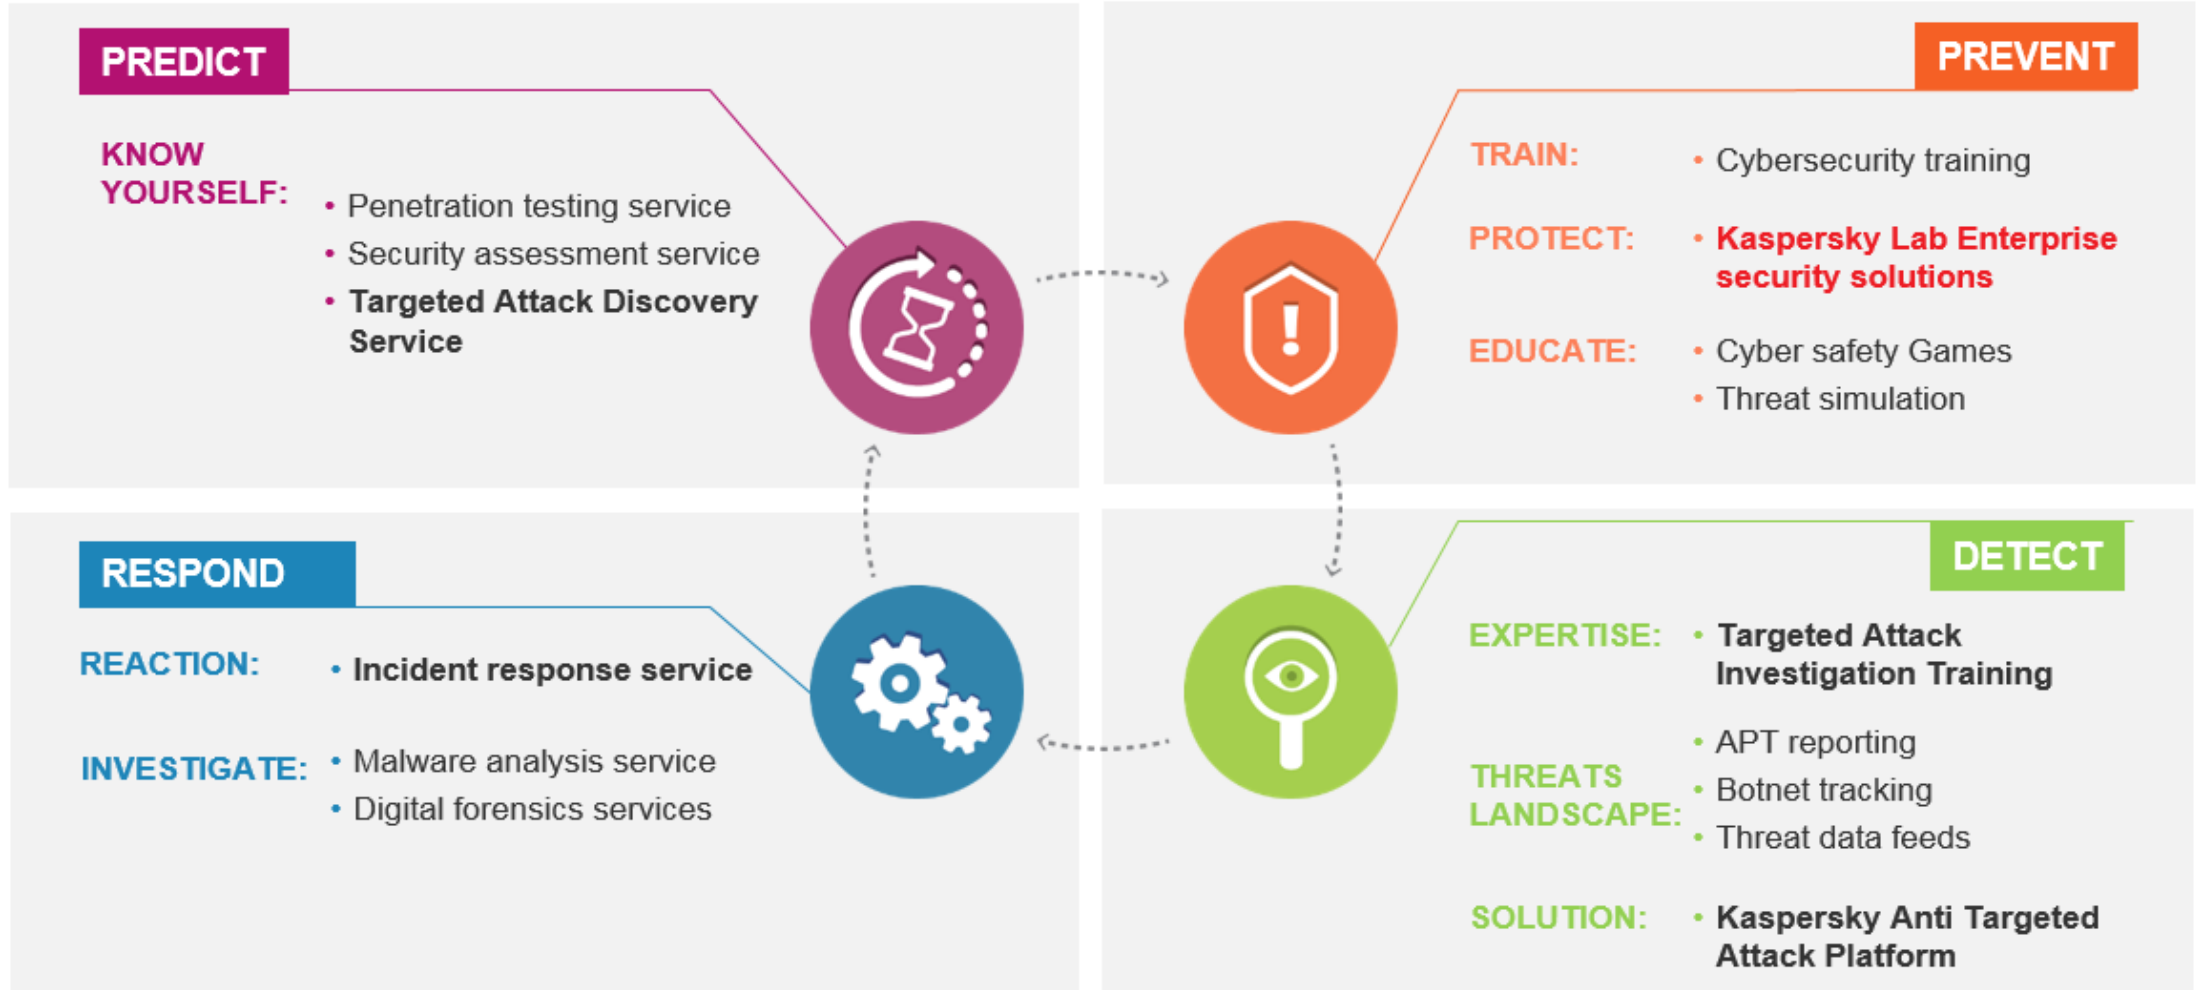 PREDICT
KNOW
YOURSELF:
• Penetration testing service
• Security assessment service
• Targeted Attack Discovery
Service
PREVENT
TRAIN:
• Cybersecurity training
PROTECT:
• Kaspersky Lab Enterprise
security solutions
EDUCATE:
• Cyber safety Games
• Threat simulation
RESPOND
REACTION:
• Incident response service
INVESTIGATE:
• Malware analysis service
• Digital forensics services
DETECT
EXPERTISE:
• Targeted Attack
Investigation Training
THREATS
LANDSCAPE:
• APT reporting
• Botnet tracking
• Threat data feeds
SOLUTION:
• Kaspersky Anti Targeted
Attack Platform